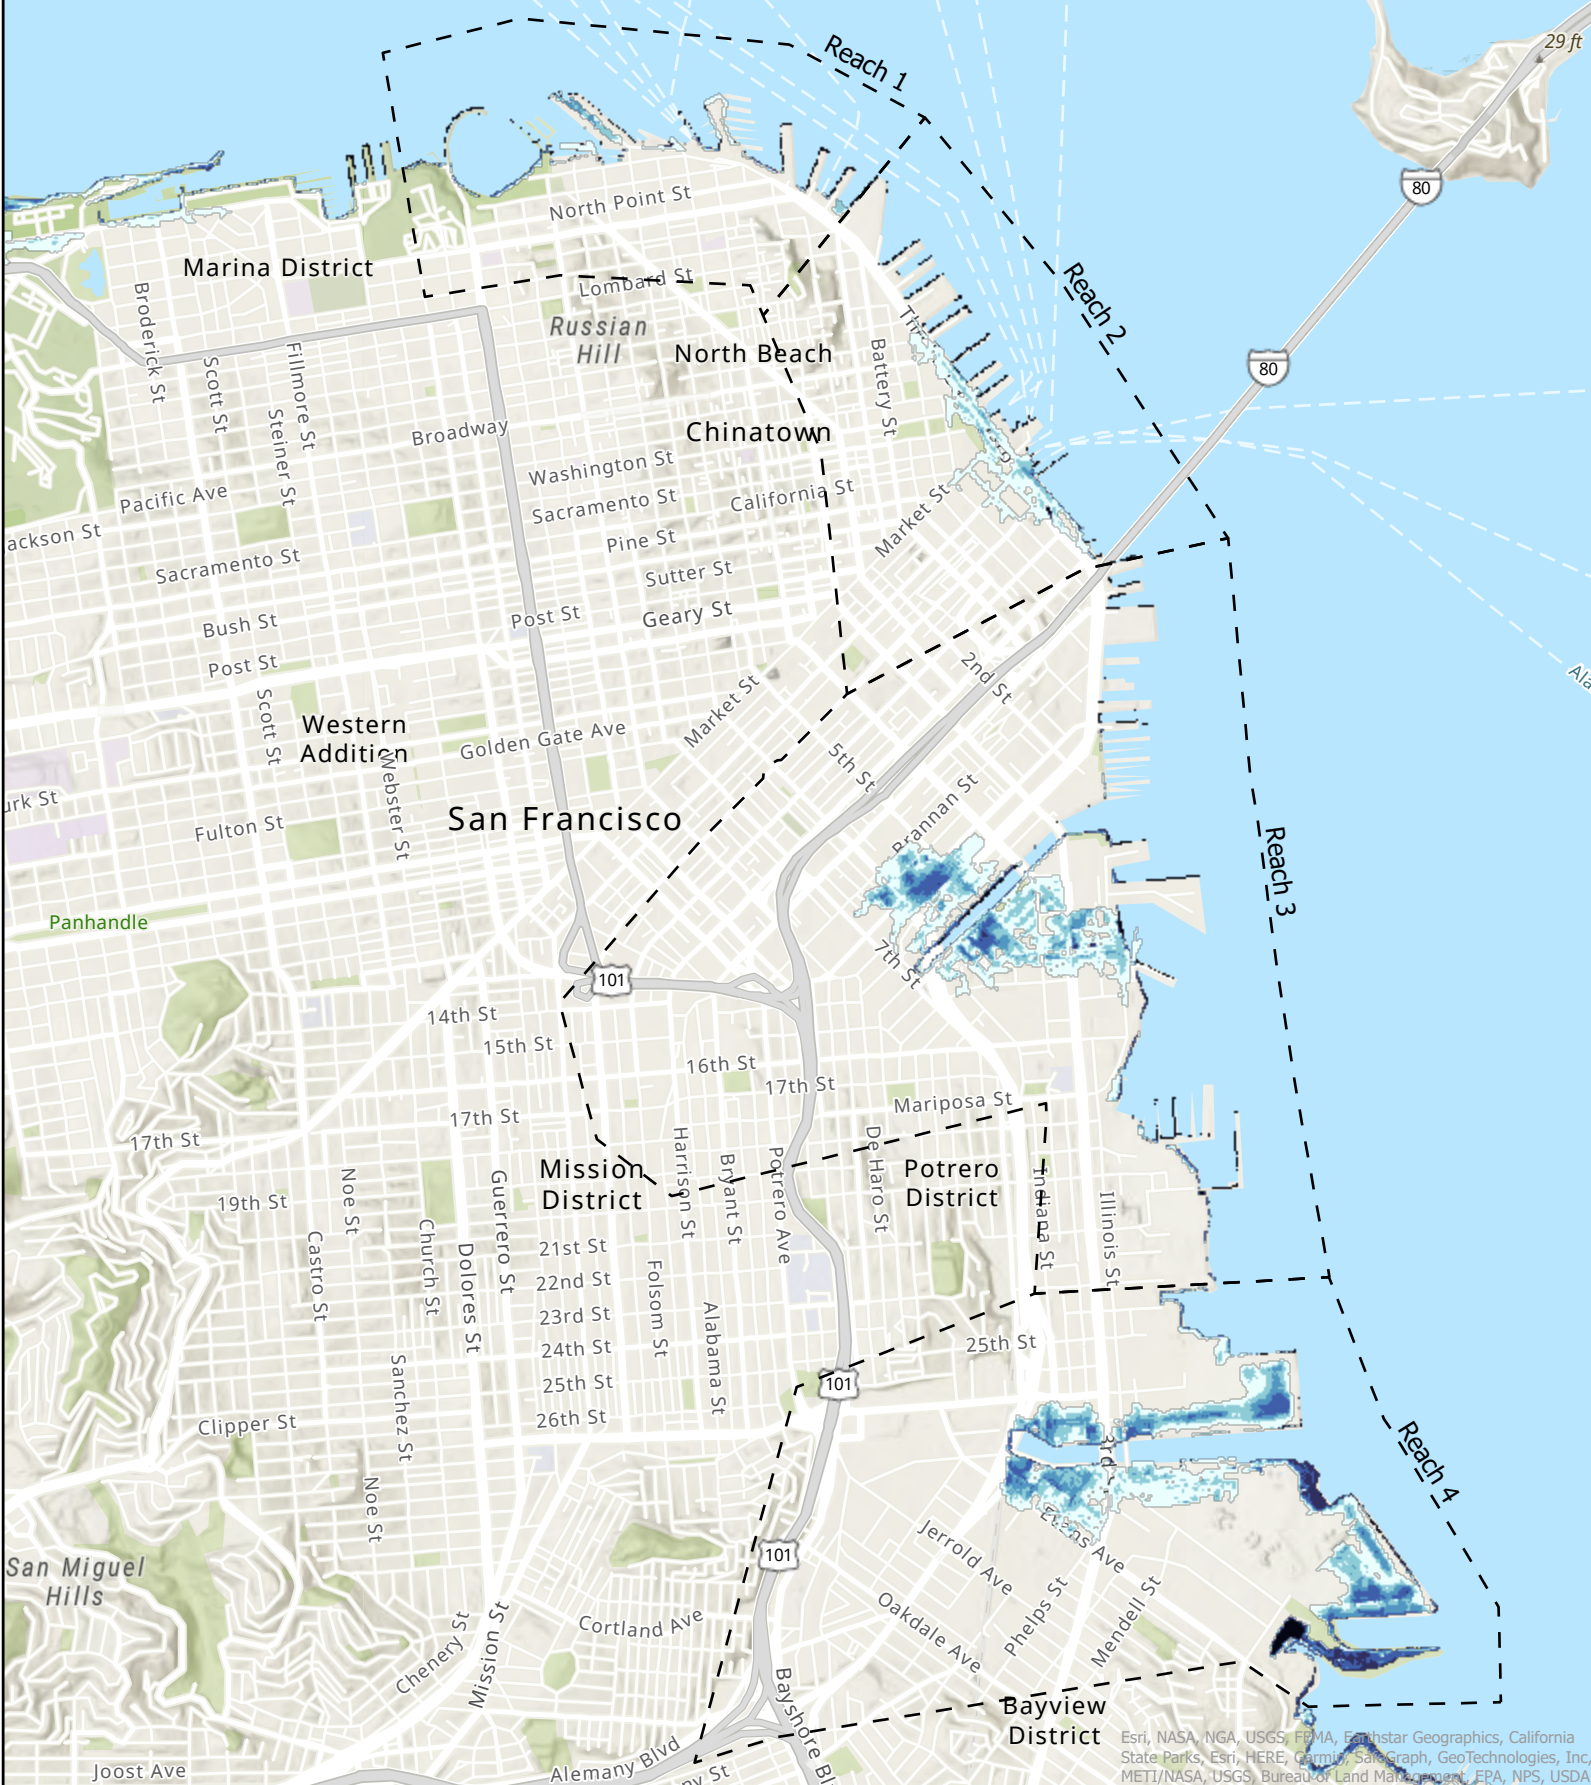 29 ft
Reach 1
80
North Point St
Marina District
Lombard St
Reach 2
Broderick St
Russian
Hill
North Beach
80
Scott St
Fillmore St
Battery St
Steiner St
Broadway
Chinatown
Washington St
Pacific Ave
Sacramento St
California St
Market St
ackson St
Pine St
Sacramento St
Sutter St
Bush St
Post St
Geary St
Post St
2nd St
Ala
Scott St
Market St
Western
Addition
Golden Gate Ave
5th St
Webster St
urk St
Brannan St
Fulton St
San Francisco
Reach 3
Panhandle
7th St
101
14th St
15th St
16th St
17th St
17th St
Mariposa St
17th St
Mission
District
Harrison St
Bryant St
Potrero Ave
De Haro St
Potrero
District
Indiana St
Illinois St
19th St
Noe St
Castro St
Church St
Guerrero St
Dolores St
21st St
22nd St
23rd St
24th St
25th St
26th St
Folsom St
Alabama St
25th St
101
Clipper St
Sanchez St
3rd
Reach 4
Noe St
Evans Ave
Jerrold Ave
101
San Miguel
Hills
Oakdale Ave
Phelps St
Mendell St
Cortland Ave
Chenery St
Mission St
Bayshore Bl
Bayview
District
Alemany Blvd
ny St
Joost Ave
Esri, NASA, NGA, USGS, FEMA, Earthstar Geographics, California
State Parks, Esri, HERE, Garmin, SafeGraph, GeoTechnologies, Inc,
METI/NASA, USGS, Bureau of Land Management, EPA, NPS, USDA